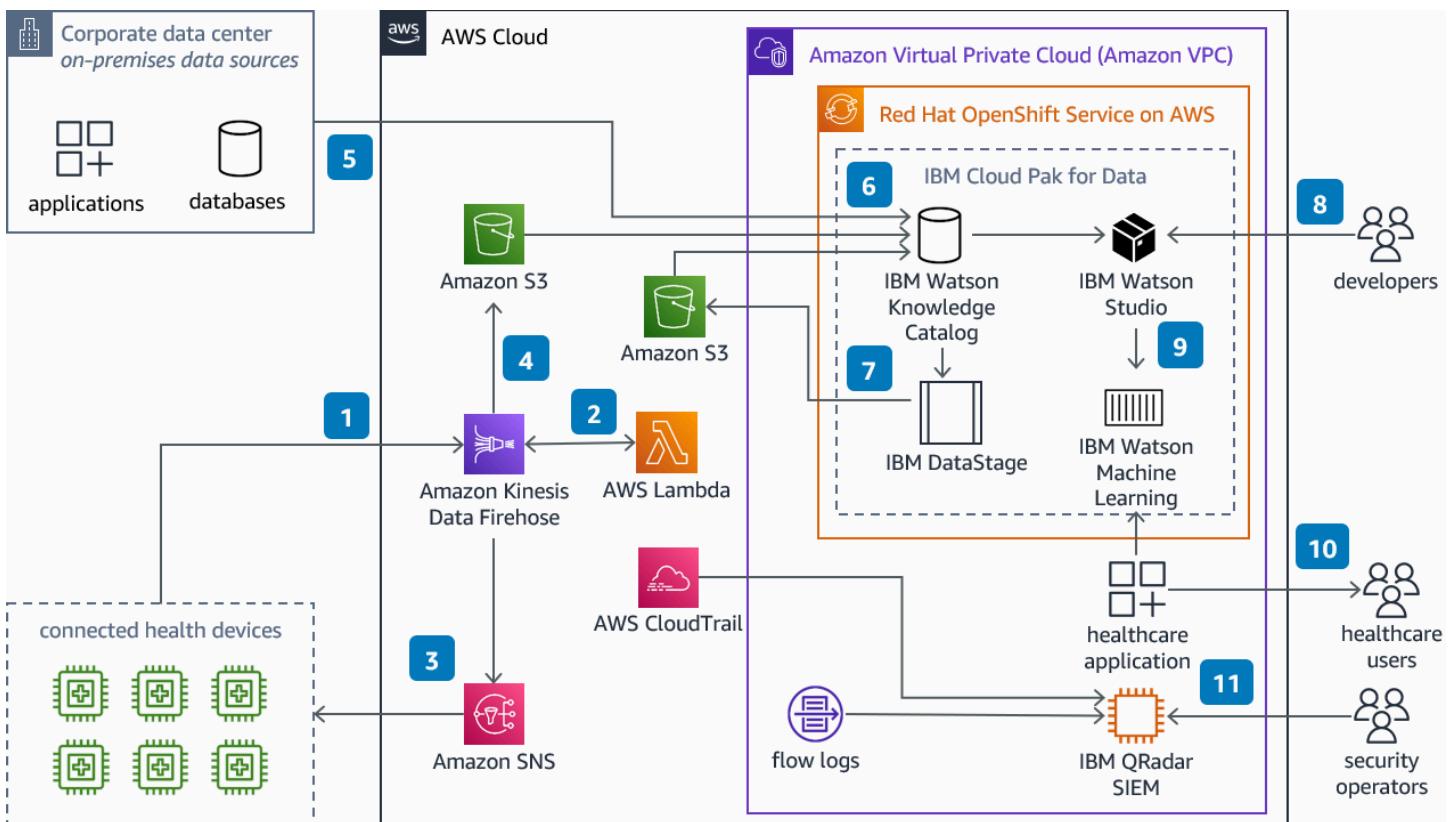 Corporate data center
on-premises data sources
applications
databases
5
aws
AWS Cloud
Amazon Virtual Private Cloud (Amazon VPC)
Red Hat OpenShift Service on AWS
IBM Cloud Pak for Data
6
IBM Watson
Knowledge
Catalog
IBM Watson
Studio
8
developers
Amazon S3
Amazon S3
4
7
9
1
2
Amazon Kinesis
Data Firehose
AWS Lambda
IBM DataStage
IBM Watson
Machine
Learning
10
AWS CloudTrail
healthcare
application
healthcare
users
connected health devices
3
Amazon SNS
11
flow logs
IBM QRadar
SIEM
security
operators